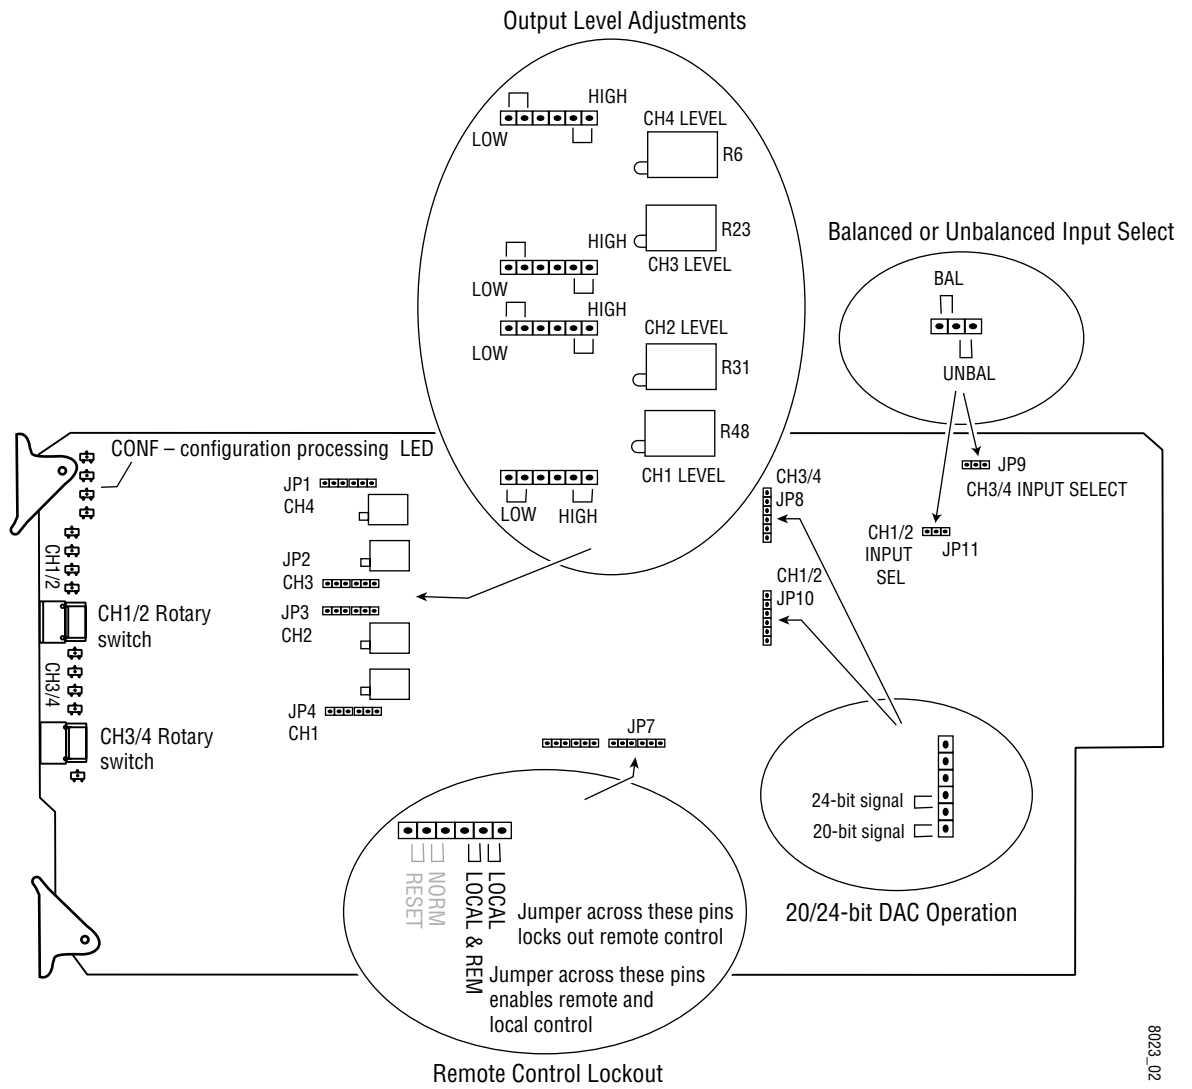 Output Level Adjustments
HIGH
LOW
CH4 LEVEL
R6
HIGH
LOW
R23
CH3 LEVEL
HIGH
LOW
CH2 LEVEL
R31
R48
CH1 LEVEL
LOW
HIGH
Balanced or Unbalanced Input Select
BAL
UNBAL
CONF – configuration processing LED
JP1
CH4
JP2
CH3
JP3
CH2
JP4
CH1
CH1/2
CH1/2 Rotary
switch
CH3/4
CH3/4 Rotary
switch
CH3/4
JP8
CH1/2
JP10
JP9
CH3/4 INPUT SELECT
CH1/2
INPUT
SEL
JP11
JP7
24-bit signal
20-bit signal
20/24-bit DAC Operation
RESET
NORM
LOCAL & REM
LOCAL
Jumper across these pins
locks out remote control
Jumper across these pins
enables remote and
local control
Remote Control Lockout
8023_02